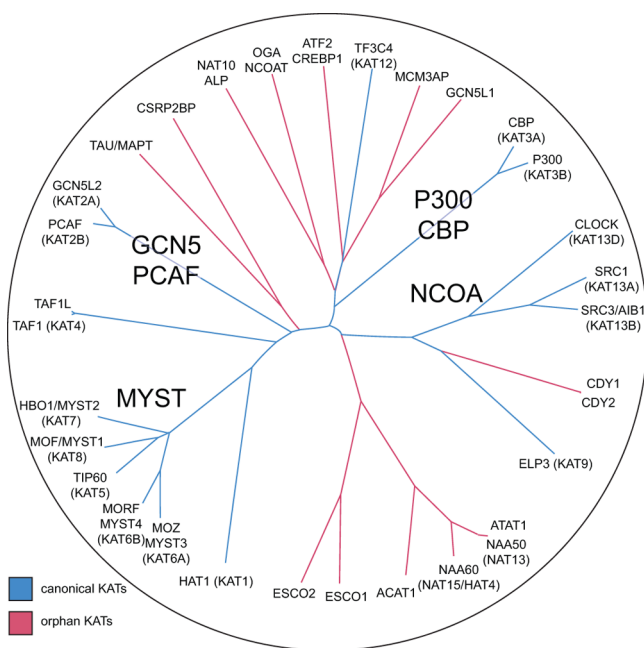 ATF2
CREBP1
OGA
NCOAT
NAT10
ALP
TF3C4
(KAT12)
MCM3AP
GCN5L1
CSRP2BP
TAU/MAPT
CBP
(KAT3A)
P300
(KAT3B)
GCN5L2
(KAT2A)
PCAF
(KAT2B)
GCN5
PCAF
P300
CBP
CLOCK
(KAT13D)
SRC1
(KAT13A)
SRC3/AIB1
(KAT13B)
NCOA
TAF1L
TAF1 (KAT4)
MYST
CDY1
CDY2
ELP3 (KAT9)
HBO1/MYST2
(KAT7)
MOF/MYST1
(KAT8)
TIP60
(KAT5)
MORF
MYST4
(KAT6B)
MOZ
MYST3
(KAT6A)
HAT1 (KAT1)
ESCO2
ESCO1
ACAT1
NAA60
(NAT15/HAT4)
ATAT1
NAA50
(NAT13)
canonical KATs
orphan KATs